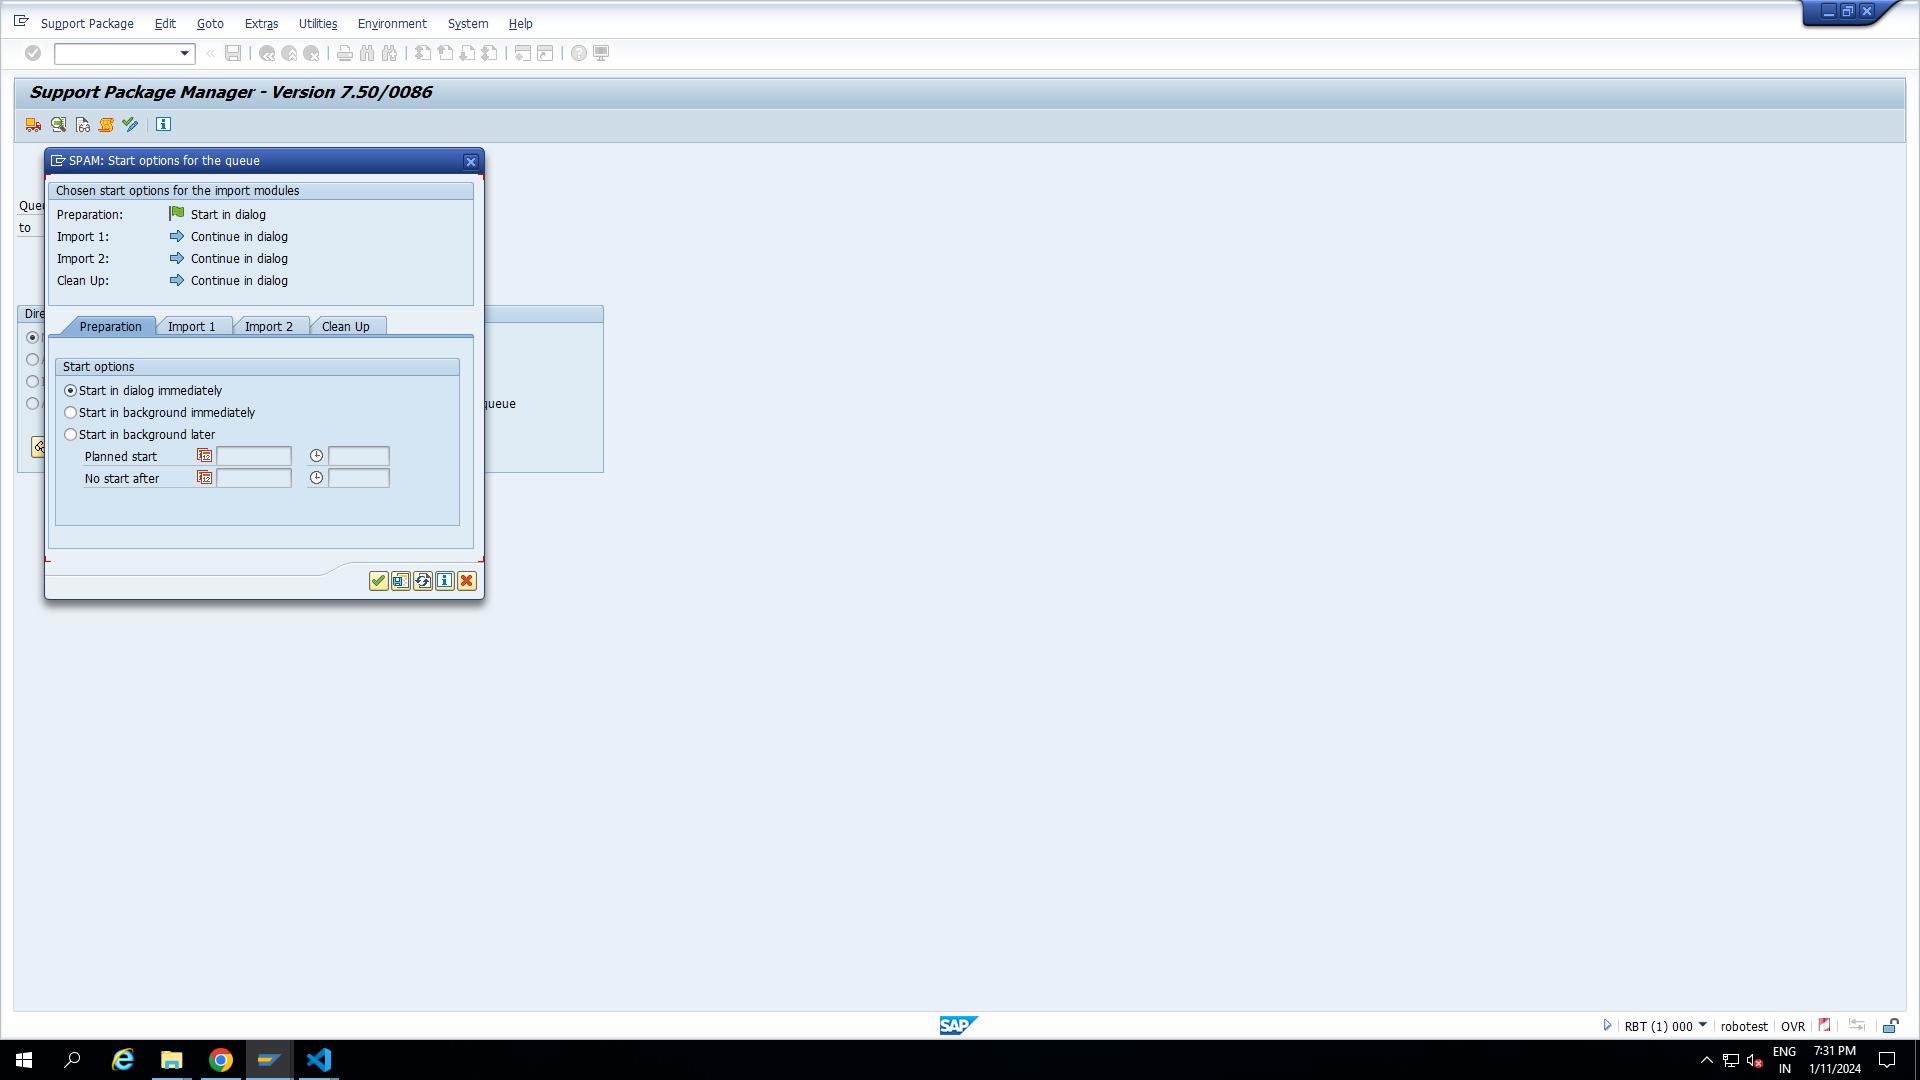 Support Package Edit Goto Extras Utilities Environment System Help
Support Package Manager - Version 7.50/0086
SPAM: Start options for the queue
Chosen start options for the import modules
Preparation: Start in dialog
Import 1: Continue in dialog
Import 2: Continue in dialog
Clean Up: Continue in dialog
to
Preparation Import 1 Import 2 Clean Up
Start options
Start in dialog immediately
Start in background immediately
queue
Start in background later
Planned start
No start after
SAP
RBT (1) 000 robotest OVR
ENG 7:31 PM
IN 1/11/2024